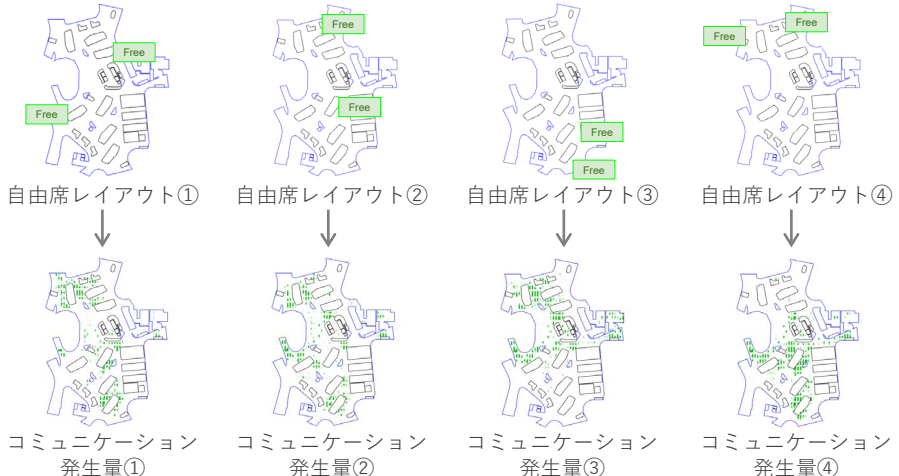 Free
Free
Free
Free
Free
Free
Free
Free
自由席レイアウト①
自由席レイアウト②
自由席レイアウト③
自由席レイアウト④
コミュニケーション
発生量①
コミュニケーション
発生量②
コミュニケーション
発生量③
コミュニケーション
発生量④